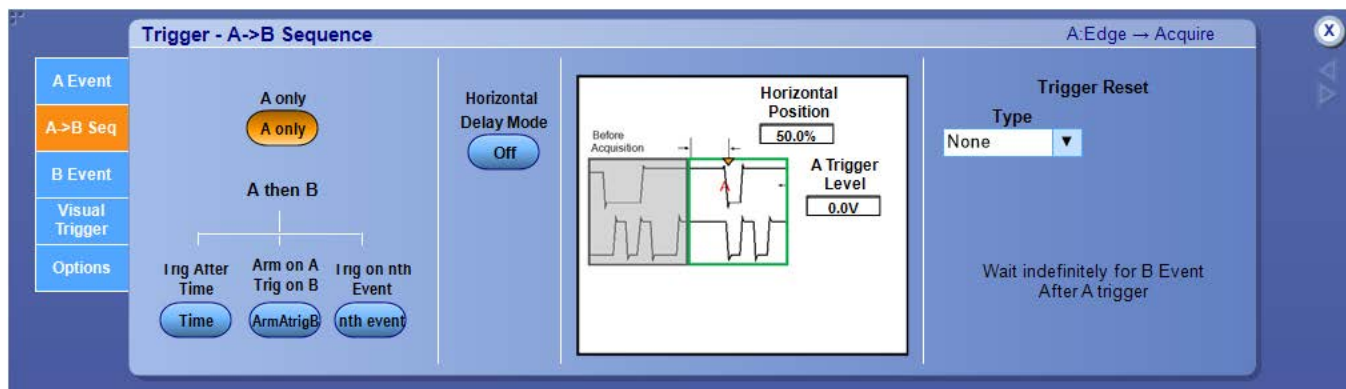 Trigger - A->B Sequence
A:Edge → Acquire
X
A Event
A->B Seq
B Event
Visual
Trigger
Options
A only
A only
A then B
Trig After
Time
Time
Arm on A
Trig on B
ArmAtrigB
Trig on nth
Event
nth event
Horizontal
Delay Mode
Off
Before
Acquisition
Horizontal
Position
50.0%
A Trigger
Level
0.0V
A
Trigger Reset
Type
None
Wait indefinitely for B Event
After A trigger